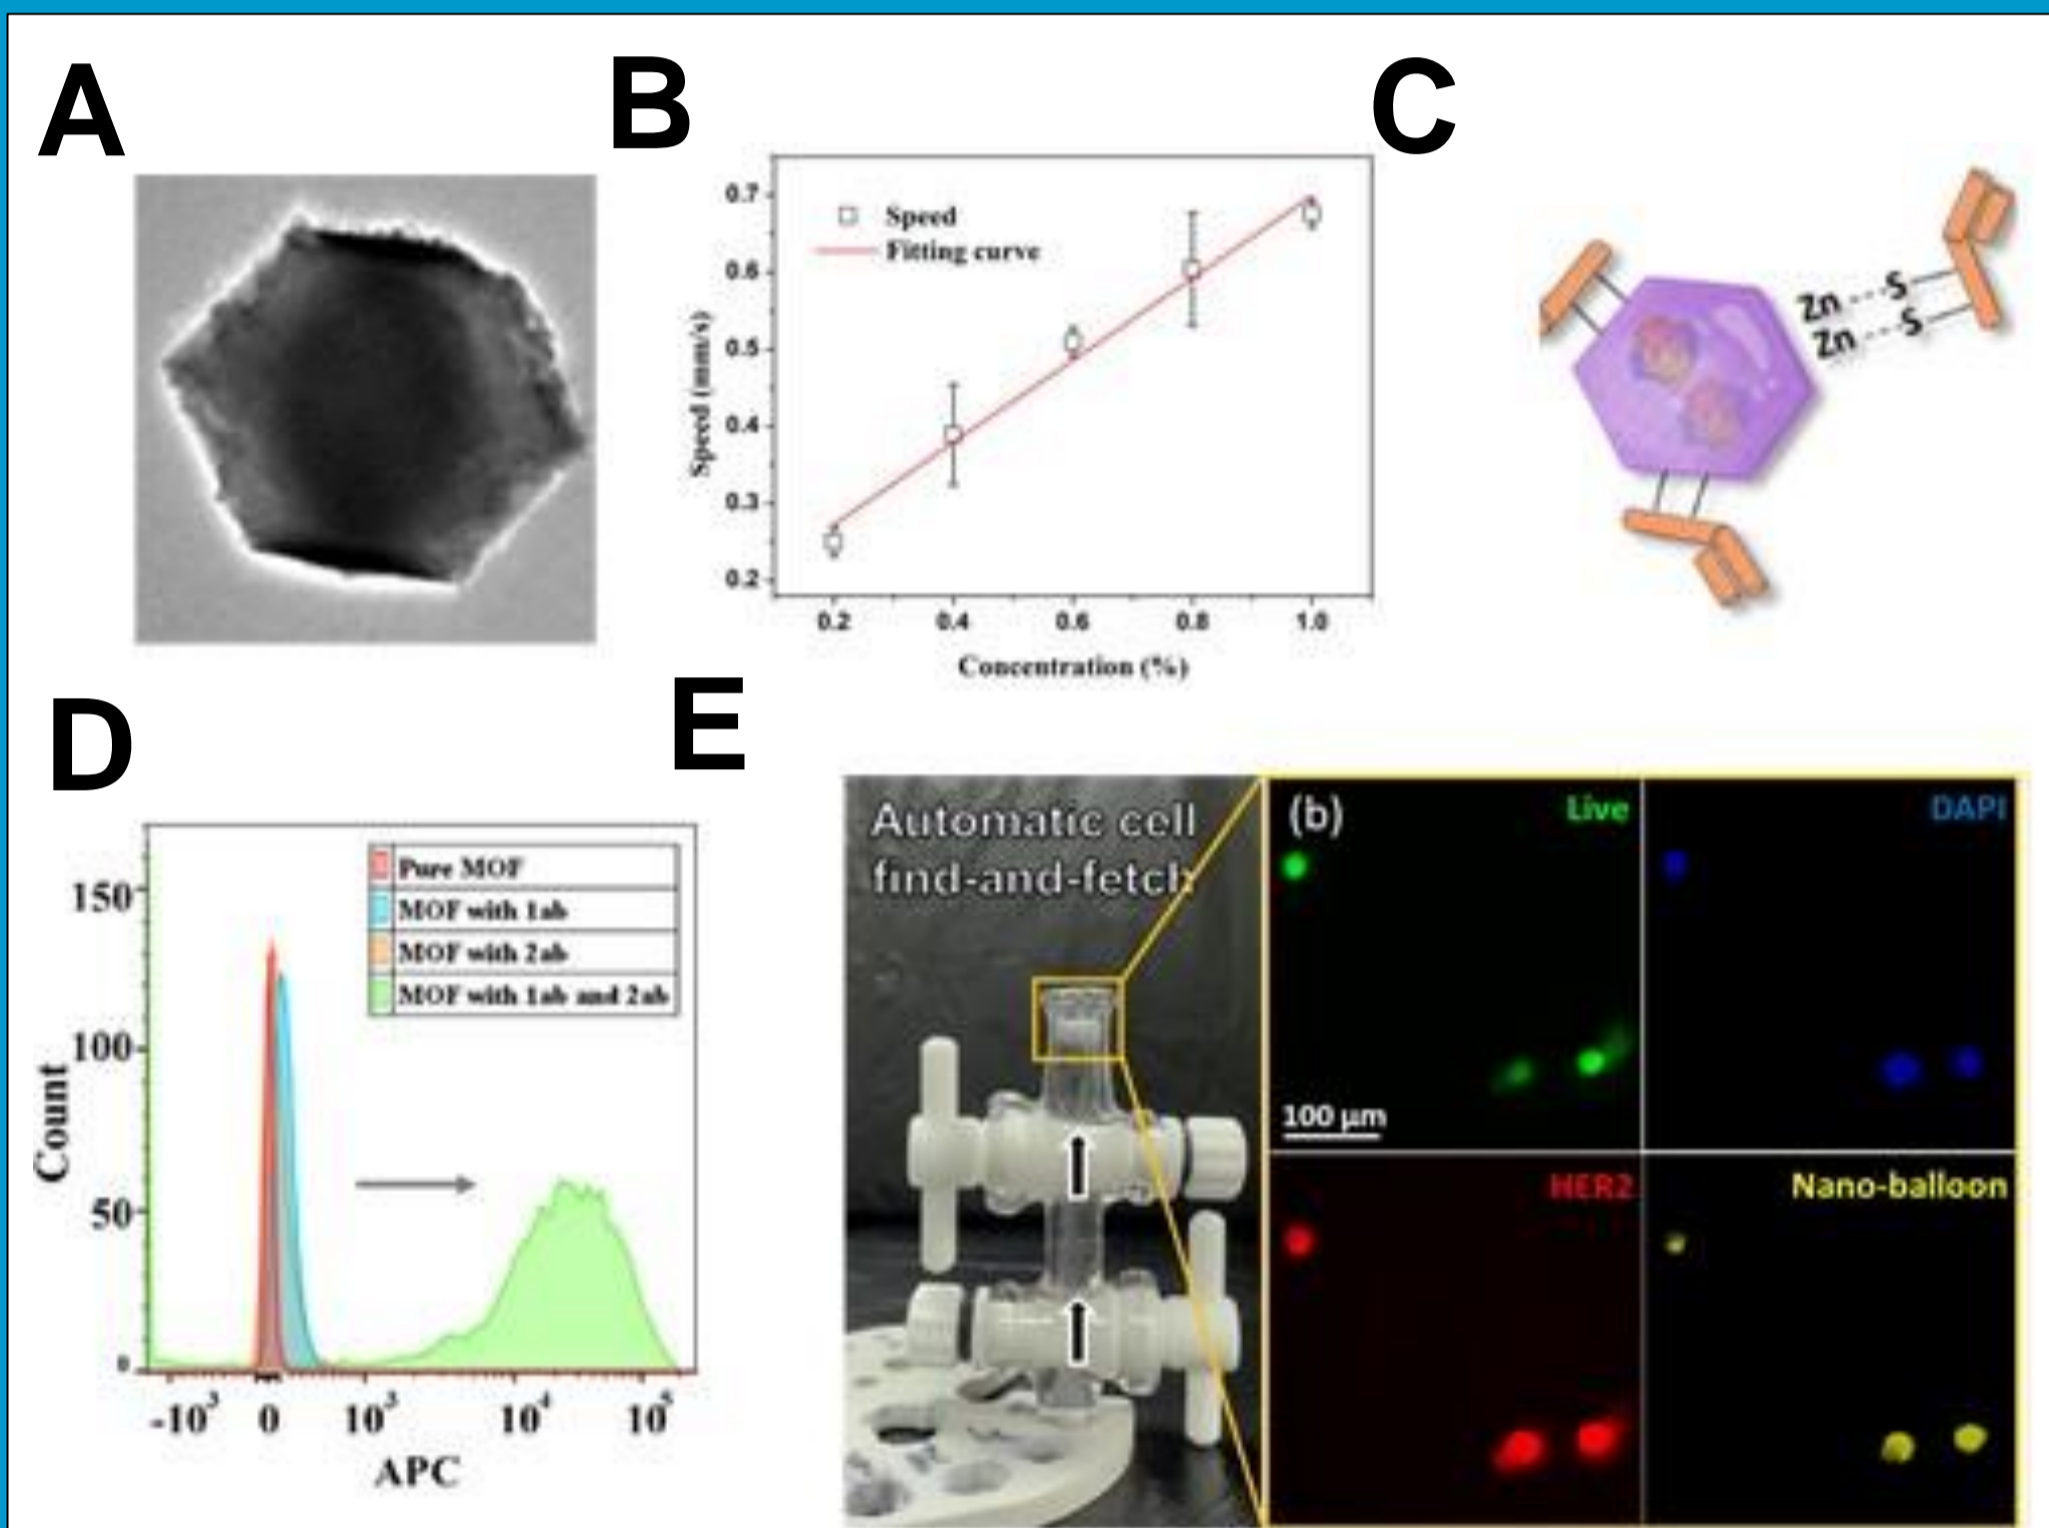 A
B
C
0.7
0.6
0.5
0.4
0.3
0.2
Speed (mm/s)
Speed
Fitting curve
0.2 0.4 0.6 0.8 1.0
Concentration (%)
Zn S
Zn S
D
E
150
100
50
0
Count
Pure MOF
MOF with 1ab
MOF with 2ab
MOF with 1ab and 2ab
-10³ 0 10³ 10⁴ 10⁵
APC
Automatic cell
find-and-fetch
(b)
Live
DAPI
100 μm
HER2
Nano-balloon